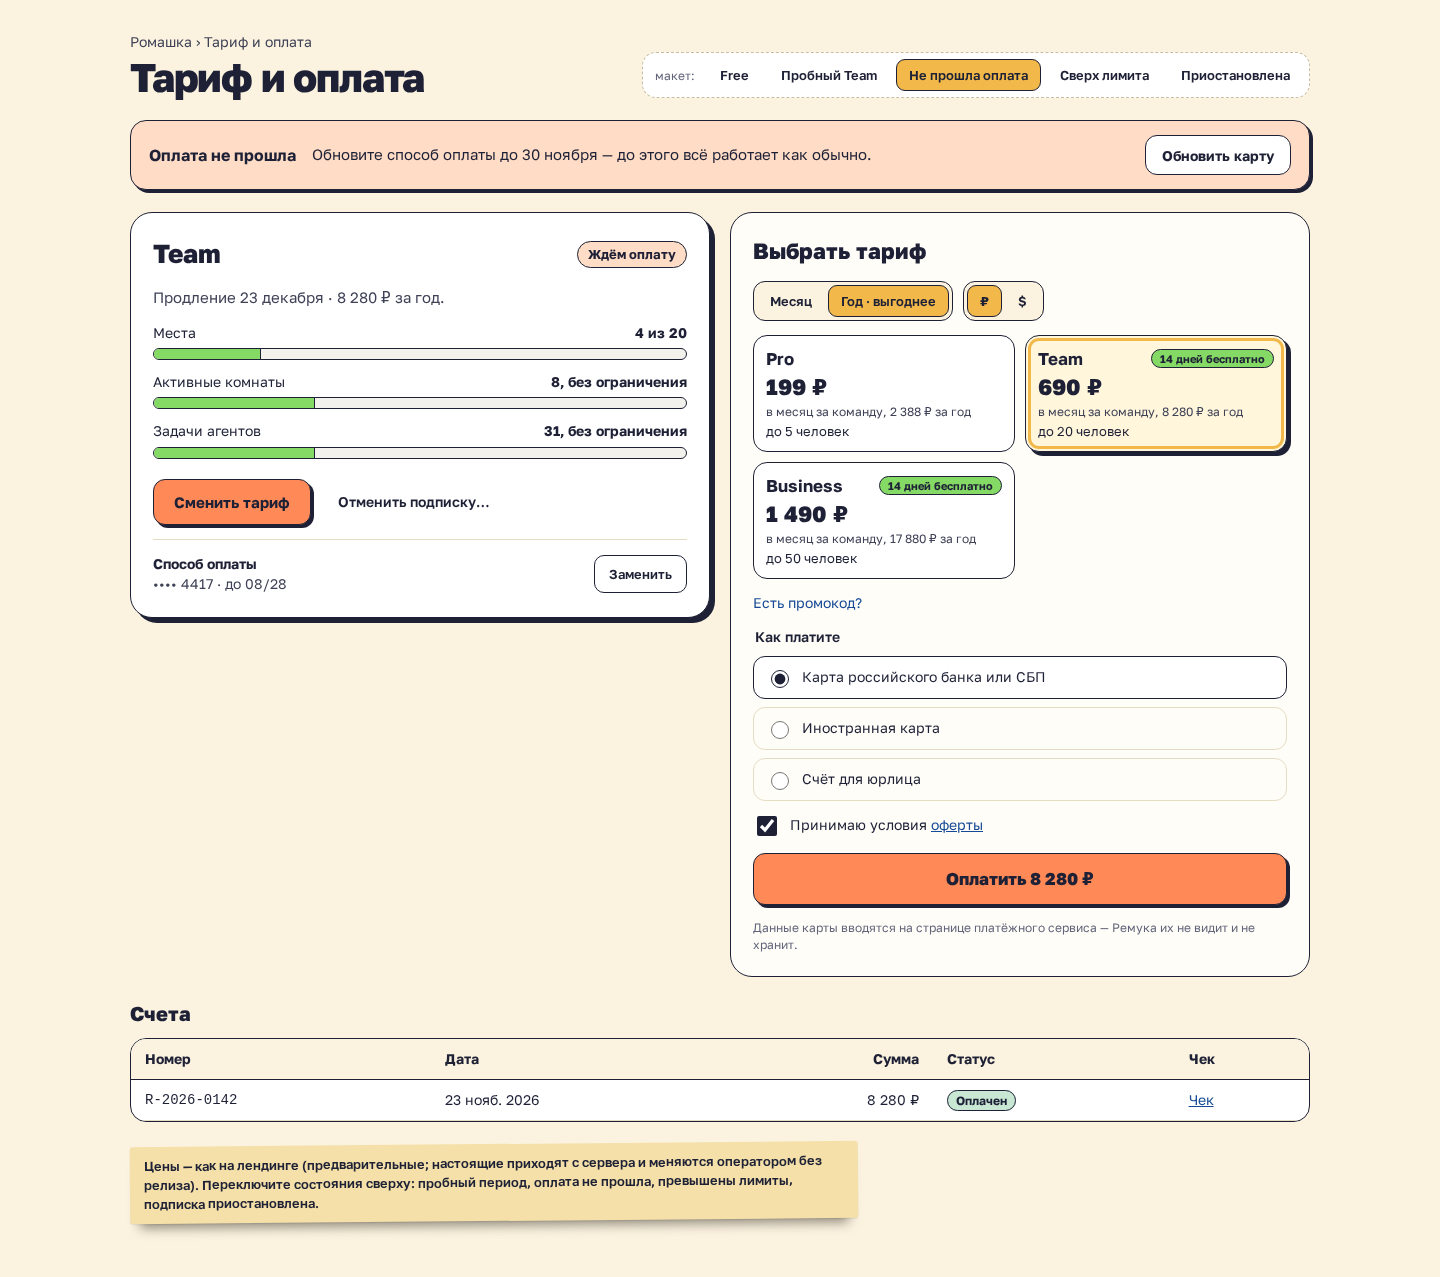 Ромашка › Тариф и оплата
Тариф и оплата
макет: Free Пробный Team Не прошла оплата Сверх лимита Приостановлена
Оплата не прошла Обновите способ оплаты до 30 ноября — до этого всё работает как обычно. Обновить карту
Team Ждём оплату
Продление 23 декабря · 8 280 ₽ за год.
Места 4 из 20
Активные комнаты 8, без ограничения
Задачи агентов 31, без ограничения
Сменить тариф Отменить подписку…
Способ оплаты
•••• 4417 · до 08/28
Заменить
Выбрать тариф
Месяц Год · выгоднее ₽ $
Pro
199 ₽
в месяц за команду, 2 388 ₽ за год
до 5 человек
Team 14 дней бесплатно
690 ₽
в месяц за команду, 8 280 ₽ за год
до 20 человек
Business 14 дней бесплатно
1 490 ₽
в месяц за команду, 17 880 ₽ за год
до 50 человек
Есть промокод?
Как платите
Карта российского банка или СБП
Иностранная карта
Счёт для юрлица
Принимаю условия оферты
Оплатить 8 280 ₽
Данные карты вводятся на странице платёжного сервиса — Ремука их не видит и не
хранит.
Счета
Номер Дата Сумма Статус Чек
R-2026-0142 23 нояб. 2026 8 280 ₽ Оплачен Чек
Цены — как на лендинге (предварительные; настоящие приходят с сервера и меняются оператором без
релиза). Переключите состояния сверху: пробный период, оплата не прошла, превышены лимиты,
подписка приостановлена.